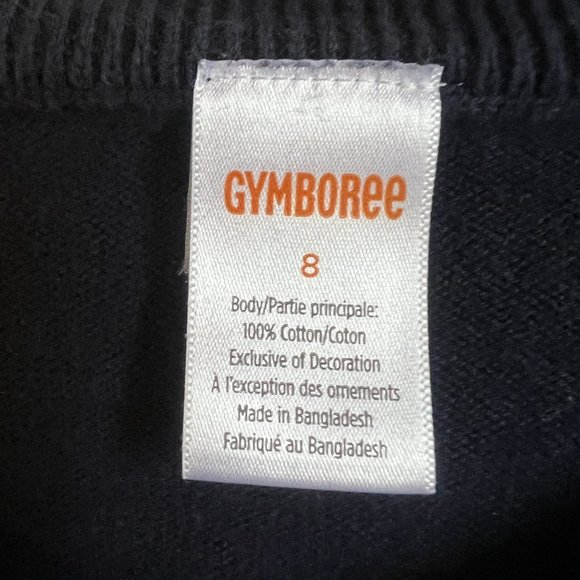 GYMBOREE
8
Body/Partie principale:
100% Cotton/Coton
Exclusive of Decoration
À l'exception des ornements
Made in Bangladesh
Fabriqué au Bangladesh